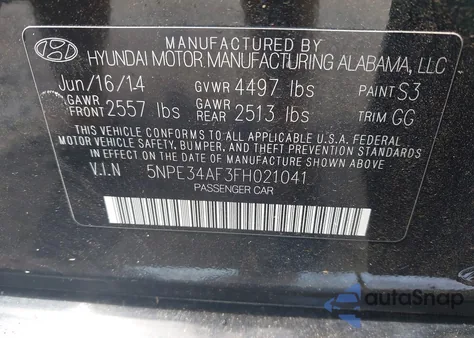 MANUFACTURED BY
HYUNDAI MOTOR MANUFACTURING ALABAMA, LLC
Jun/16/14 GVWR 4497 lbs PAINT S3
GAWR FRONT 2557 lbs GAWR REAR 2513 lbs TRIM GG
THIS VEHICLE CONFORMS TO ALL APPLICABLE U.S.A. FEDERAL
MOTOR VEHICLE SAFETY, BUMPER, AND THEFT PREVENTION STANDARDS
IN EFFECT ON THE DATE OF MANUFACTURE SHOWN ABOVE.
V.I.N 5NPE34AF3FH021041
PASSENGER CAR
autoSnap